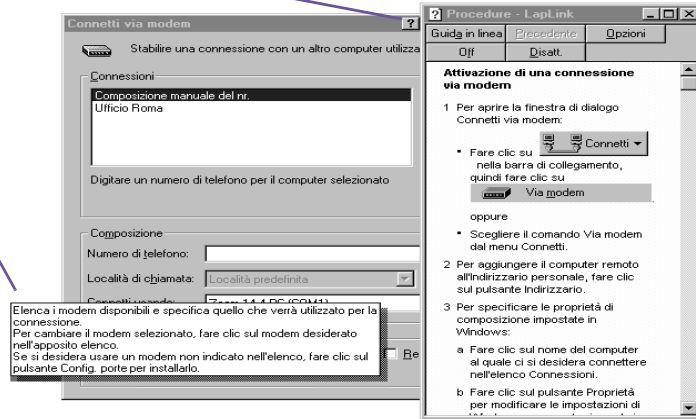 Connetti via modem
?
Stabilire una connessione con un altro computer utilizza
Connessioni
Composizione manuale del nr.
Ufficio Roma
Digitare un numero di telefono per il computer selezionato
Composizione
Numero di telefono:
Località di chiamata:
Località predefinita
Elenca i modem disponibili e specifica quello che verrà utilizzato per la
connessione.
Per cambiare il modem selezionato, fare clic sul modem desiderato
nell'apposito elenco.
Se si desidera usare un modem non indicato nell'elenco, fare clic sul
pulsante Config. porte per installarlo.
Re
? Procedure - LapLink
Guida in linea
Precedente
Opzioni
Off
Disatt.
Attivazione di una connessione
via modem
1 Per aprire la finestra di dialogo
Connetti via modem:
• Fare clic su Connetti
nella barra di collegamento,
quindi fare clic su
Via modem .
oppure
• Scegliere il comando Via modem
dal menu Connetti.
2 Per aggiungere il computer remoto
all'Indirizzario personale, fare clic
sul pulsante Indirizzario.
3 Per specificare le proprietà di
composizione impostate in
Windows:
a Fare clic sul nome del computer
al quale ci si desidera connettere
nell'elenco Connessioni.
b Fare clic sul pulsante Proprietà
per modificare le impostazioni di